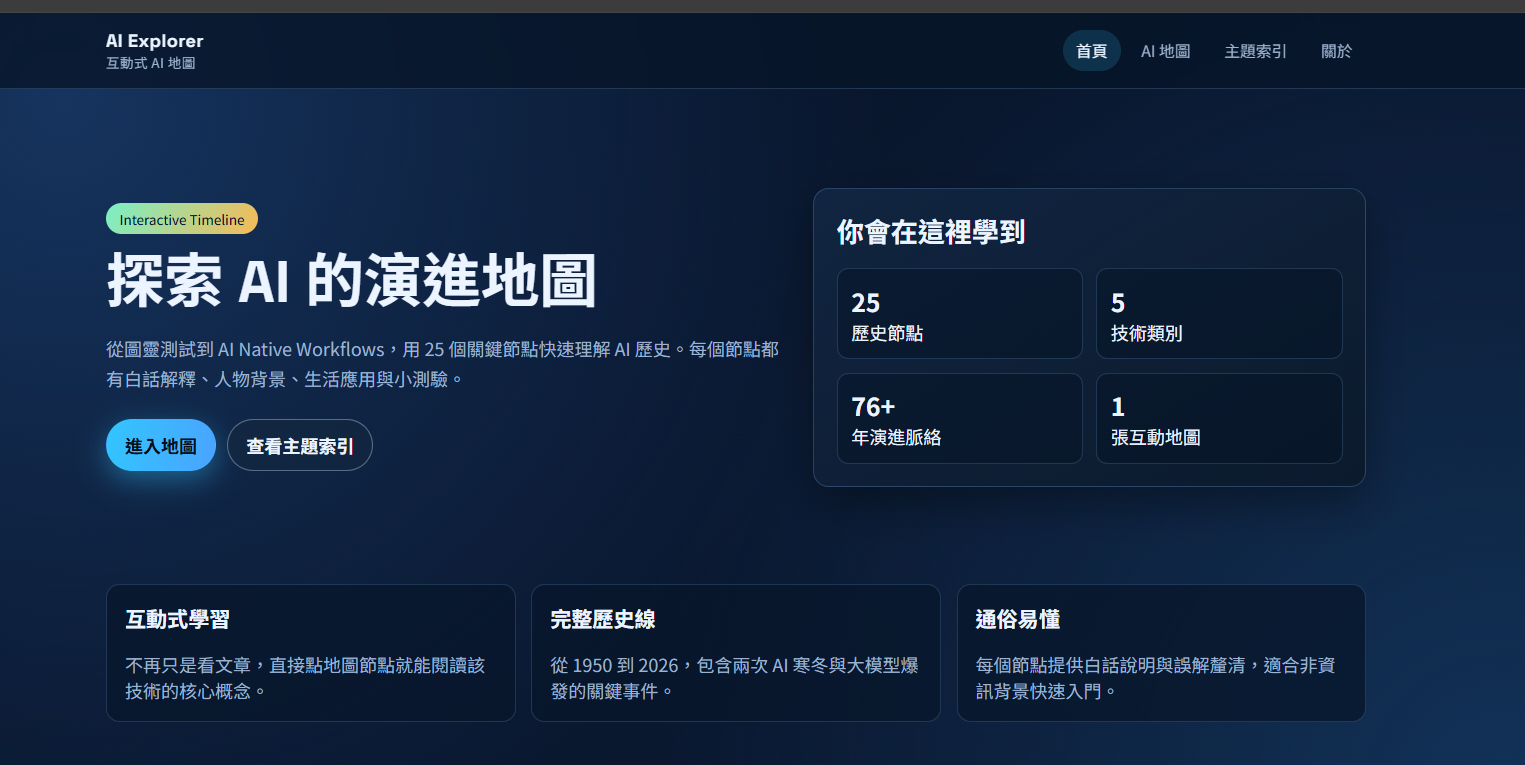 AI Explorer
互動式 AI 地圖
首頁
AI 地圖
主題索引
關於
Interactive Timeline
探索 AI 的演進地圖
從圖靈測試到 AI Native Workflows，用 25 個關鍵節點快速理解 AI 歷史。每個節點都
有白話解釋、人物背景、生活應用與小測驗。
進入地圖
查看主題索引
你會在這裡學到
25
歷史節點
5
技術類別
76+
年演進脈絡
1
張互動地圖
互動式學習
不再只是看文章，直接點地圖節點就能閱讀該
技術的核心概念。
完整歷史線
從 1950 到 2026，包含兩次 AI 寒冬與大模型爆
發的關鍵事件。
通俗易懂
每個節點提供白話說明與誤解釐清，適合非資
訊背景快速入門。